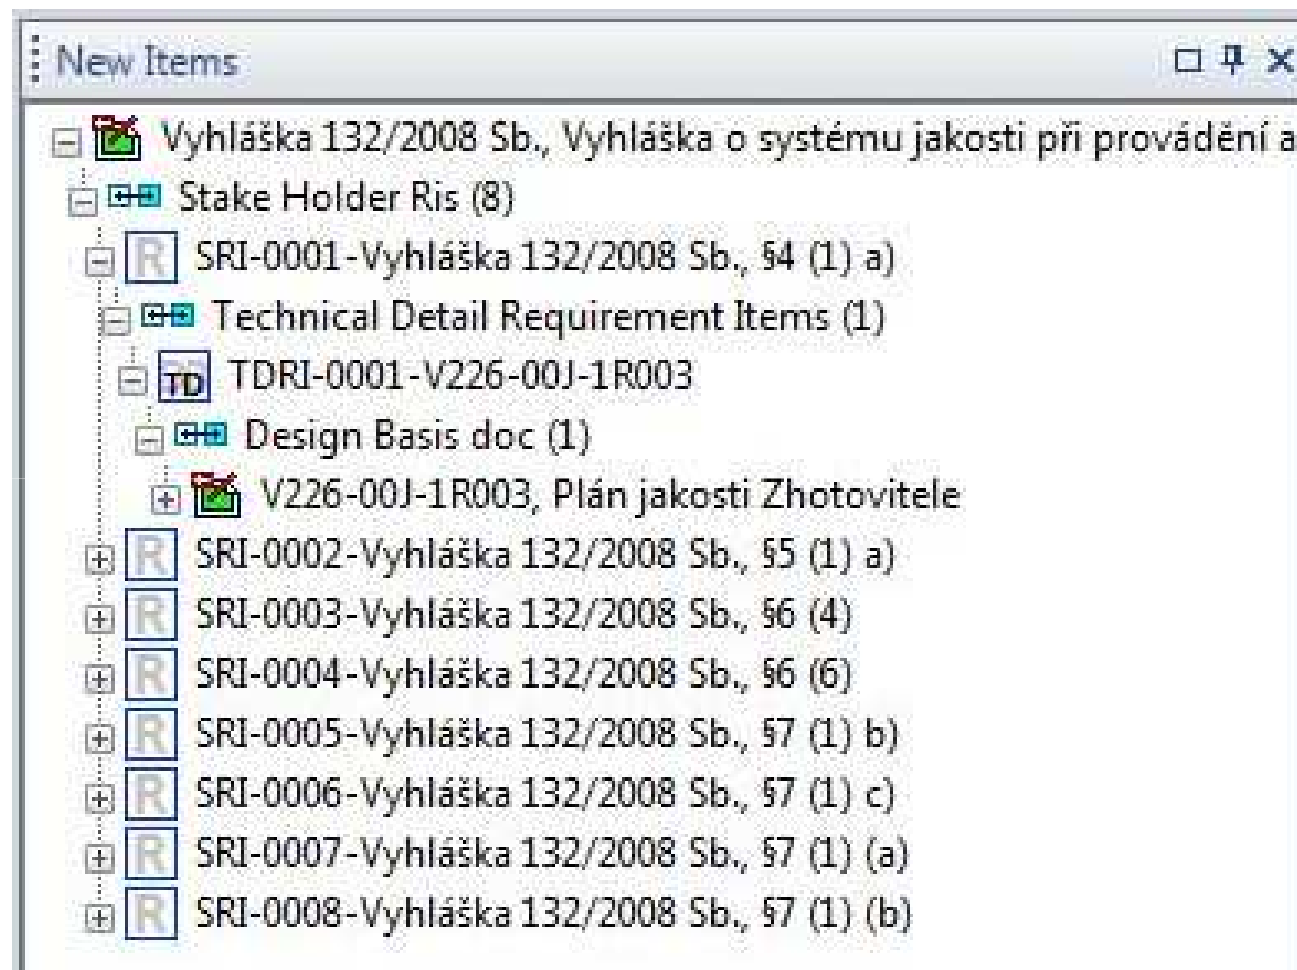 New Items
Vyhláška 132/2008 Sb., Vyhláška o systému jakosti při provádění a
Stake Holder Ris (8)
R SRI-0001-Vyhláška 132/2008 Sb., §4 (1) a)
Technical Detail Requirement Items (1)
TD TDRI-0001-V226-00J-1R003
Design Basis doc (1)
V226-00J-1R003, Plán jakosti Zhotovitele
R SRI-0002-Vyhláška 132/2008 Sb., §5 (1) a)
R SRI-0003-Vyhláška 132/2008 Sb., §6 (4)
R SRI-0004-Vyhláška 132/2008 Sb., §6 (6)
R SRI-0005-Vyhláška 132/2008 Sb., §7 (1) b)
R SRI-0006-Vyhláška 132/2008 Sb., §7 (1) c)
R SRI-0007-Vyhláška 132/2008 Sb., §7 (1) (a)
R SRI-0008-Vyhláška 132/2008 Sb., §7 (1) (b)